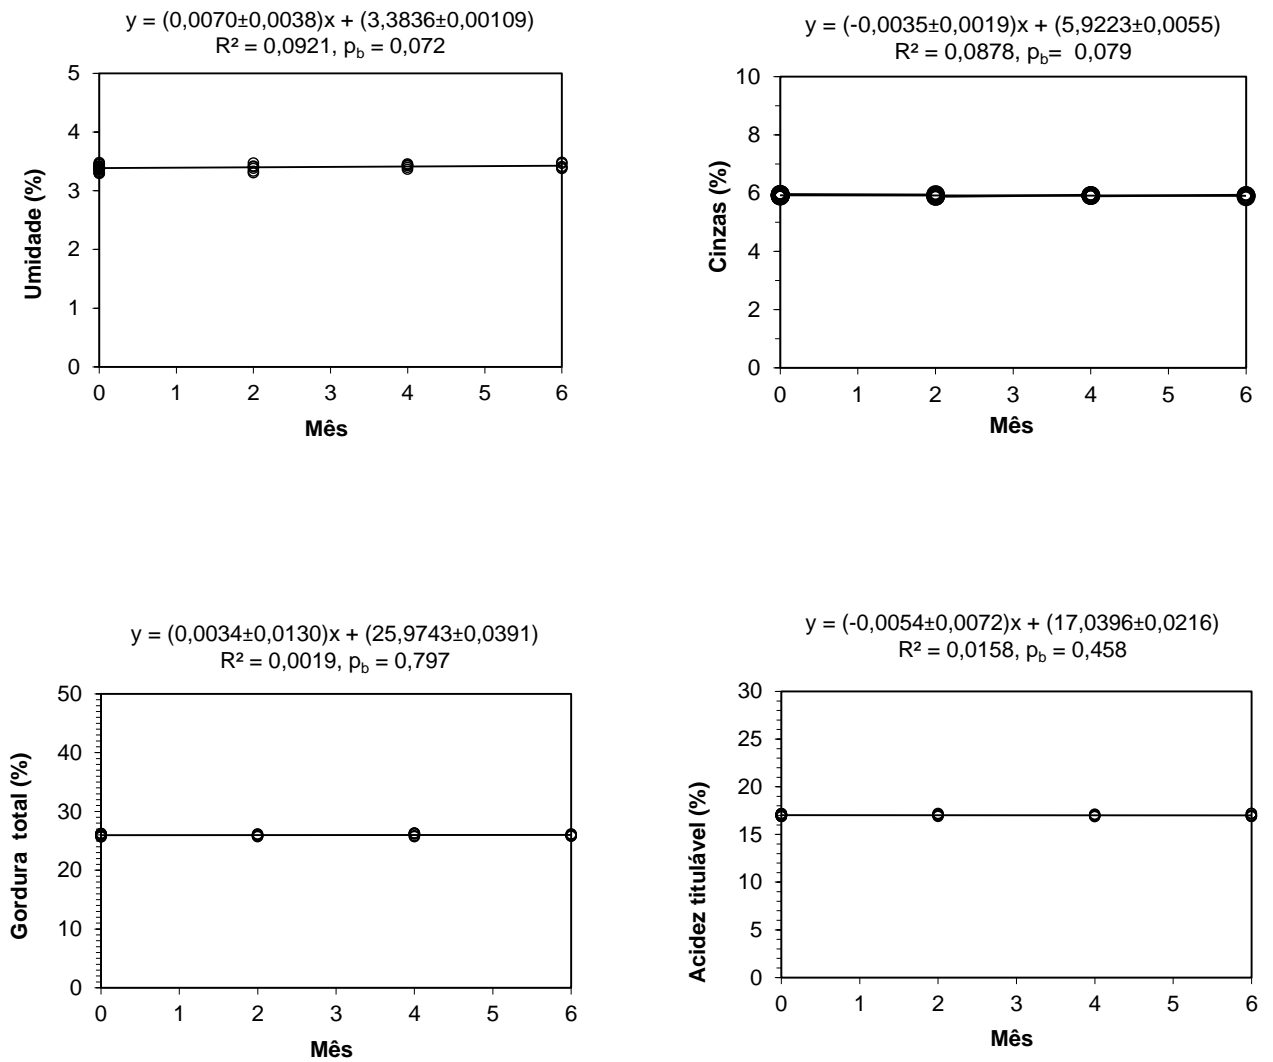 y = (0,0070±0,0038)x + (3,3836±0,00109)
R² = 0,0921, pb = 0,072
5
4
3
2
1
0
Umidade (%)
0 1 2 3 4 5 6
Mês
y = (-0,0035±0,0019)x + (5,9223±0,0055)
R² = 0,0878, pb= 0,079
10
8
6
4
2
0
Cinzas (%)
0 1 2 3 4 5 6
Mês
y = (0,0034±0,0130)x + (25,9743±0,0391)
R² = 0,0019, pb = 0,797
50
40
30
20
10
0
Gordura total (%)
0 1 2 3 4 5 6
Mês
y = (-0,0054±0,0072)x + (17,0396±0,0216)
R² = 0,0158, pb = 0,458
30
25
20
15
10
5
0
Acidez titulável (%)
0 1 2 3 4 5 6
Mês